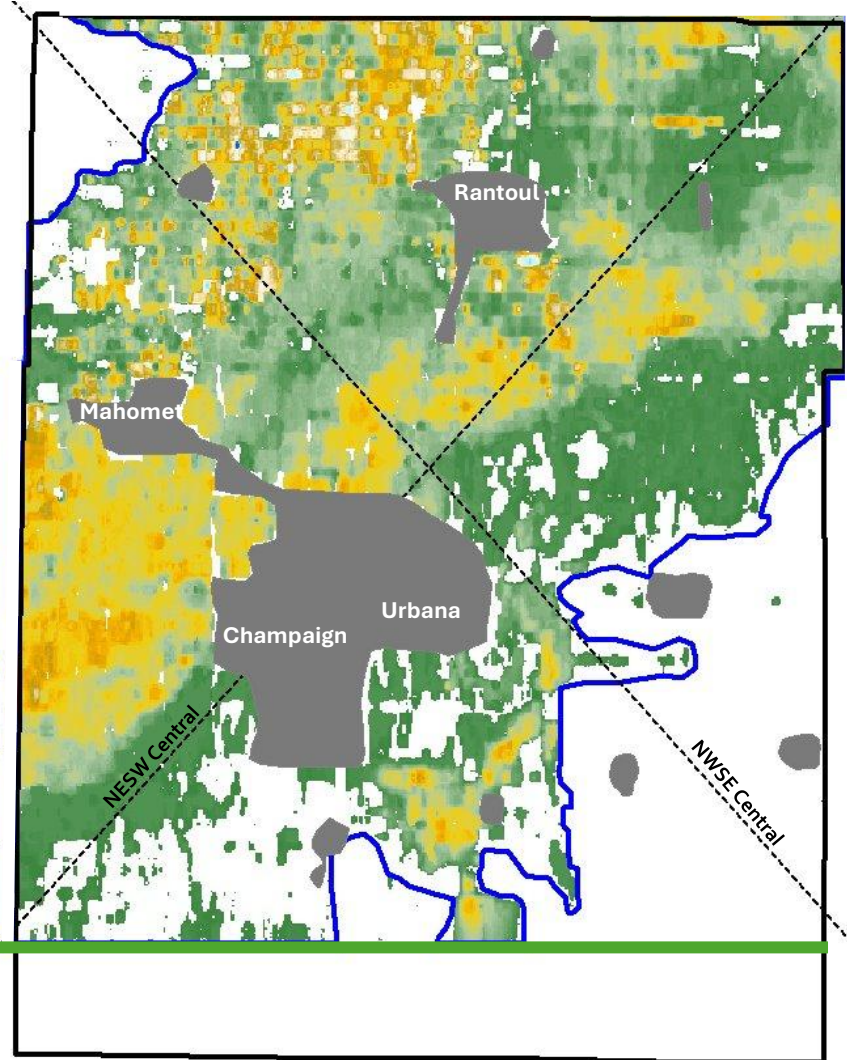 Rantoul
Mahomet
Urbana
Champaign
NESW Central
NWSE Central